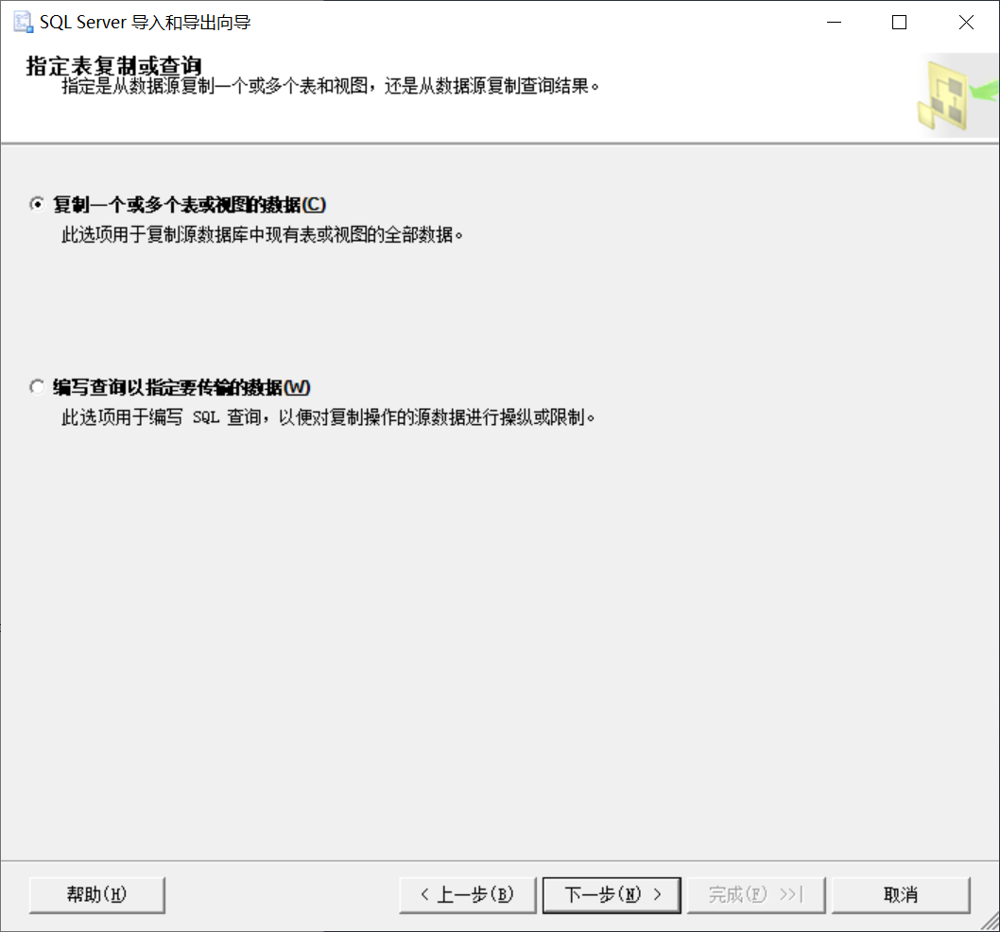 SQL Server 导入和导出向导
指定表复制或查询
指定是从数据源复制一个或多个表和视图，还是从数据源复制查询结果。
复制一个或多个表或视图的数据(C)
此选项用于复制源数据库中现有表或视图的全部数据。
编写查询以指定要传输的数据(W)
此选项用于编写 SQL 查询，以便对复制操作的源数据进行操纵或限制。
帮助(H) < 上一步(B) 下一步(N) > 完成(F) >>| 取消